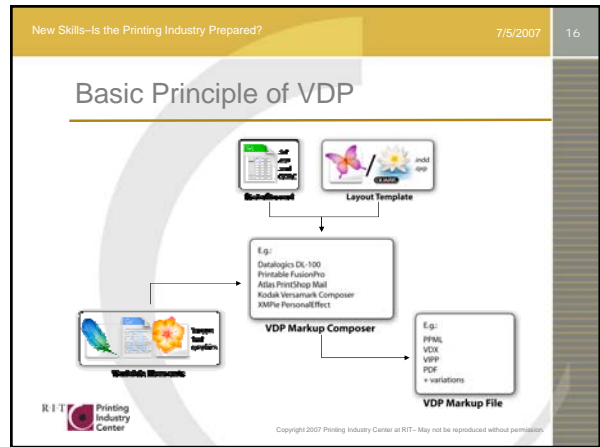 New Skills–Is the Printing Industry Prepared?
7/5/2007
16
Basic Principle of VDP
.indd
.qxp
Layout Template
E.g.:
Datalogics DL-100
Printable FusionPro
Atlas PrintShop Mail
Kodak Versamark Composer
XMPie PersonalEffect
VDP Markup Composer
E.g.:
PPML
VDX
VIPP
PDF
+ variations
VDP Markup File
R·I·T
Printing
Industry
Center
Copyright 2007 Printing Industry Center at RIT– May not be reproduced without permission.